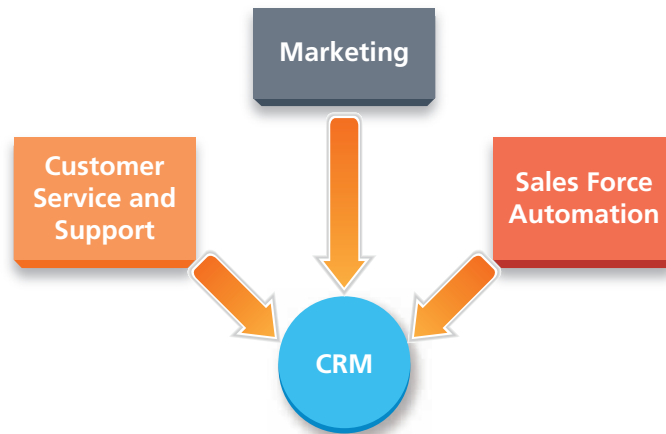 Marketing
Customer
Service and
Support
Sales Force
Automation
CRM